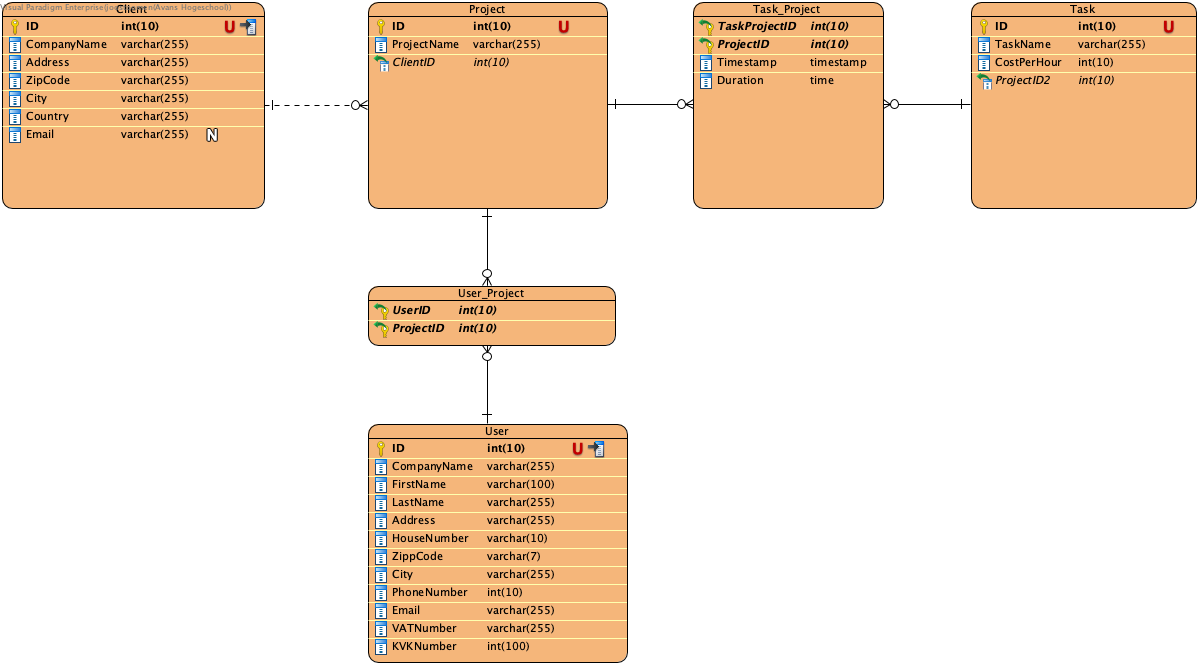 Visual Paradigm Enterprise(joe(Avans Hogeschool))
Client
ID int(10) U
CompanyName varchar(255)
Address varchar(255)
ZipCode varchar(255)
City varchar(255)
Country varchar(255)
Email varchar(255) N
Project
ID int(10) U
ProjectName varchar(255)
ClientID int(10)
Task_Project
TaskProjectID int(10)
ProjectID int(10)
Timestamp timestamp
Duration time
Task
ID int(10) U
TaskName varchar(255)
CostPerHour int(10)
ProjectID2 int(10)
User_Project
UserID int(10)
ProjectID int(10)
User
ID int(10) U
CompanyName varchar(255)
FirstName varchar(100)
LastName varchar(255)
Address varchar(255)
HouseNumber varchar(10)
ZippCode varchar(7)
City varchar(255)
PhoneNumber int(10)
Email varchar(255)
VATNumber varchar(255)
KVKNumber int(100)